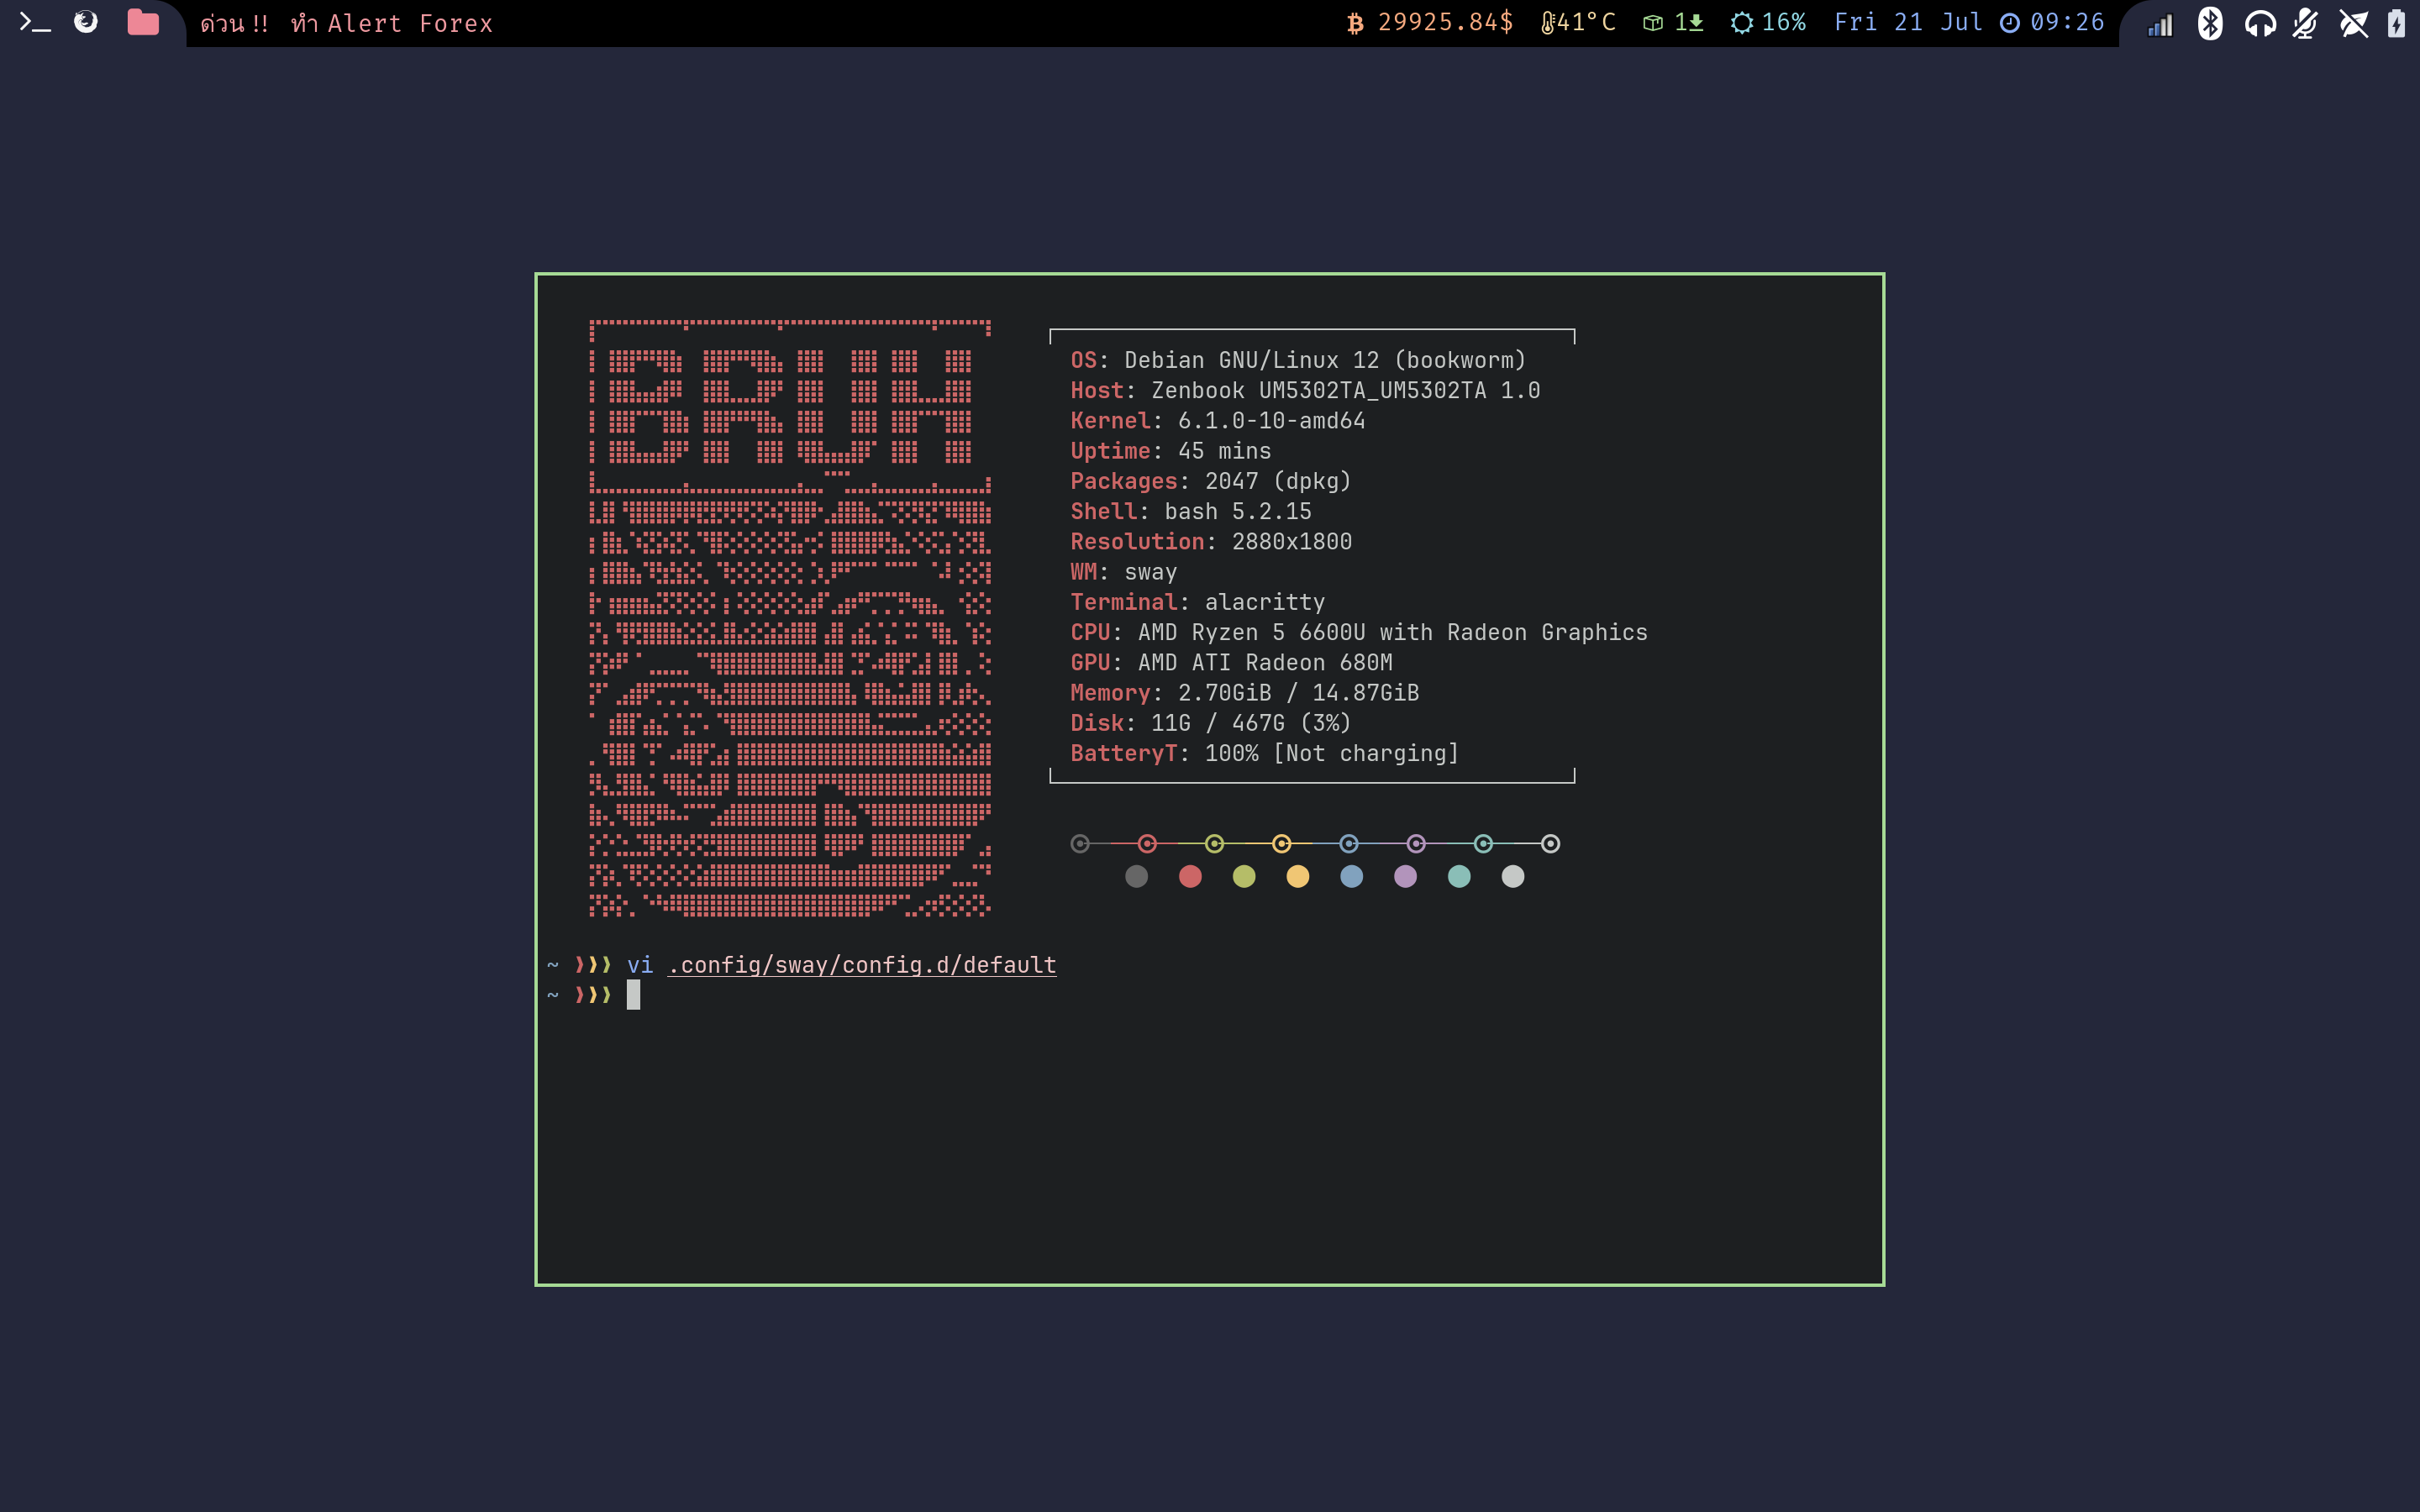 ด่วน !! ทำ Alert Forex
29925.84$ 41°C 1 16% Fri 21 Jul 09:26
BRUH
OS: Debian GNU/Linux 12 (bookworm)
Host: Zenbook UM5302TA_UM5302TA 1.0
Kernel: 6.1.0-10-amd64
Uptime: 45 mins
Packages: 2047 (dpkg)
Shell: bash 5.2.15
Resolution: 2880x1800
WM: sway
Terminal: alacritty
CPU: AMD Ryzen 5 6600U with Radeon Graphics
GPU: AMD ATI Radeon 680M
Memory: 2.70GiB / 14.87GiB
Disk: 11G / 467G (3%)
BatteryT: 100% [Not charging]
~ ❯❯❯ vi .config/sway/config.d/default
~ ❯❯❯